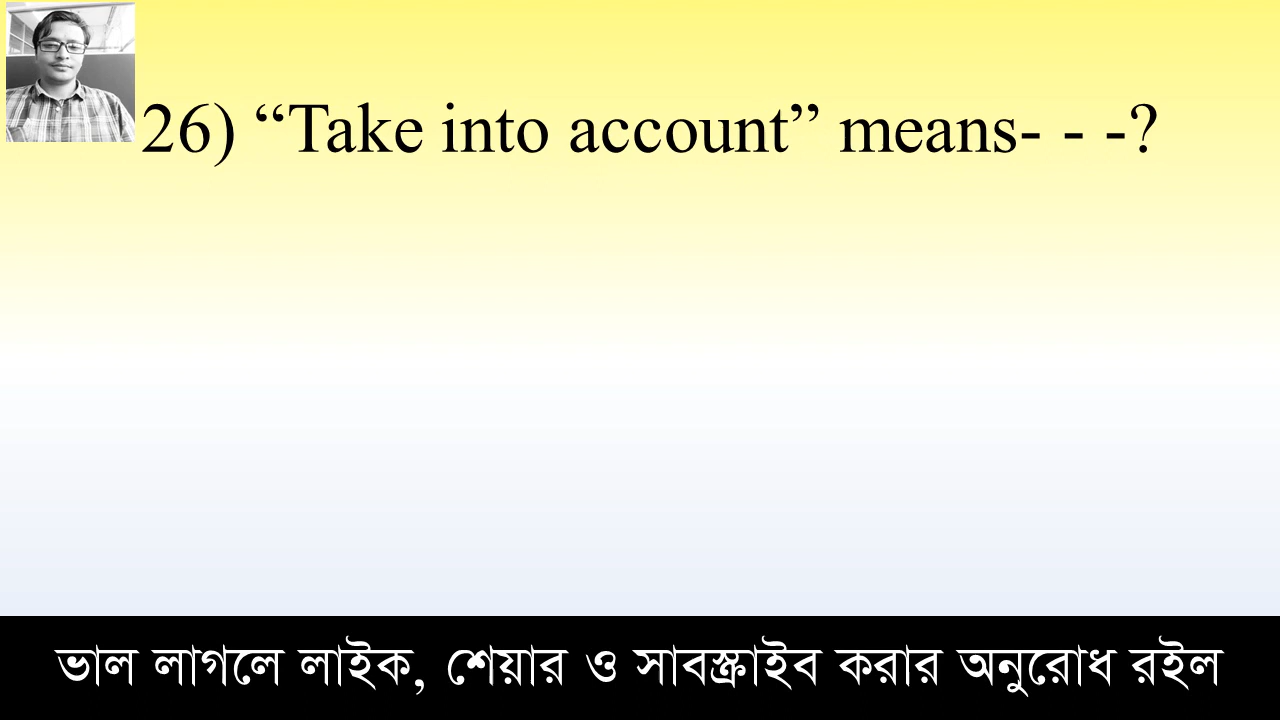 26) “Take into account” means- - -?
ভাল লাগলে লাইক, শেয়ার ও সাবস্ক্রাইব করার অনুরোধ রইল